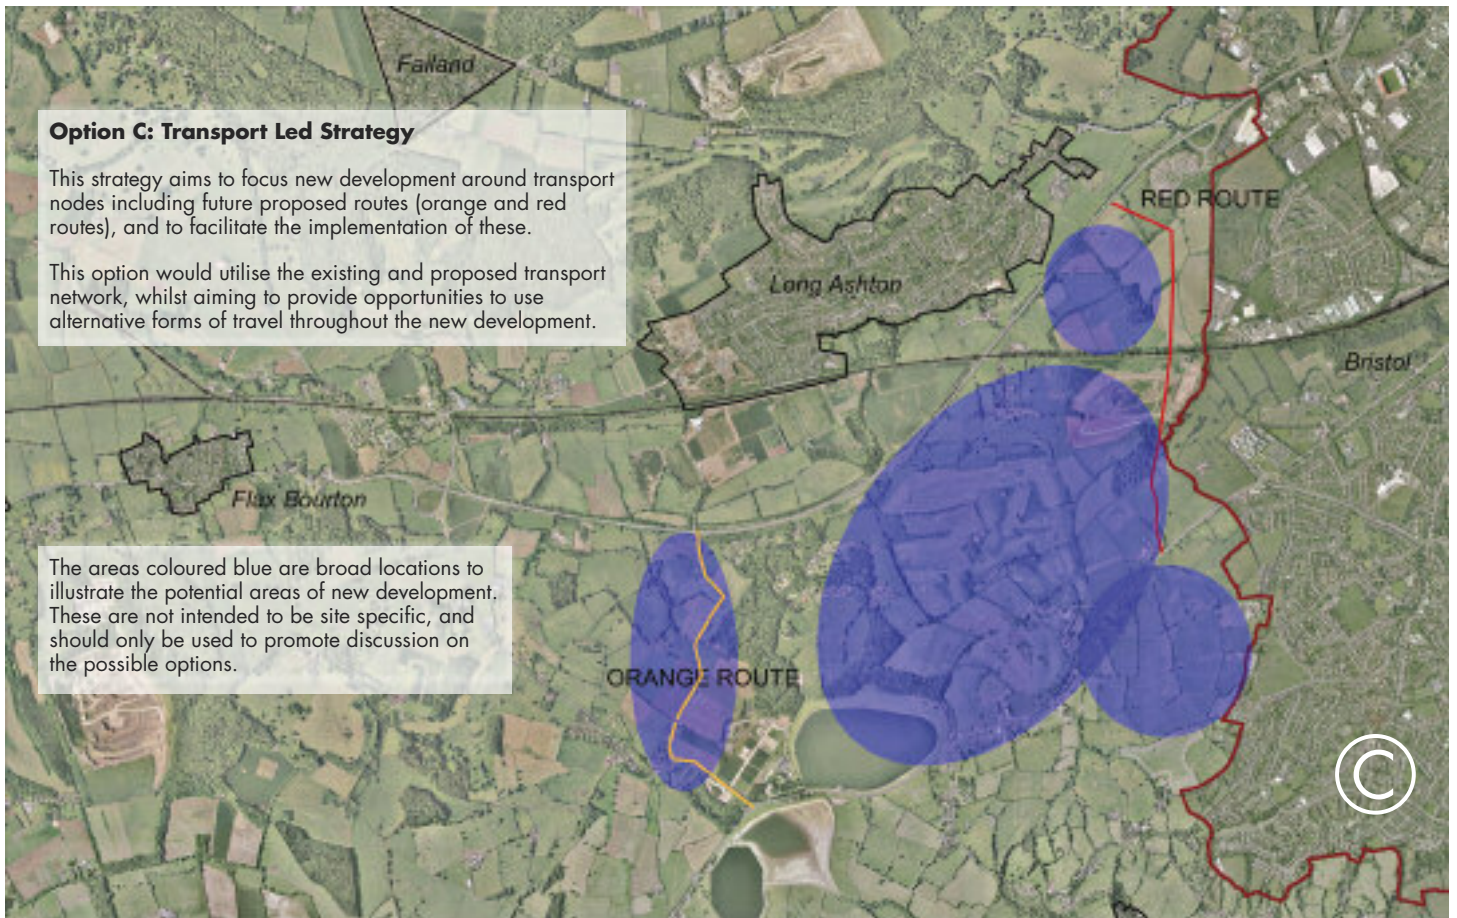 Failand
Option C: Transport Led Strategy
This strategy aims to focus new development around transport
nodes including future proposed routes (orange and red
routes), and to facilitate the implementation of these.
This option would utilise the existing and proposed transport
network, whilst aiming to provide opportunities to use
alternative forms of travel throughout the new development.
RED ROUTE
Long Ashton
Bristol
Flax Bourton
The areas coloured blue are broad locations to
illustrate the potential areas of new development.
These are not intended to be site specific, and
should only be used to promote discussion on
the possible options.
ORANGE ROUTE
©